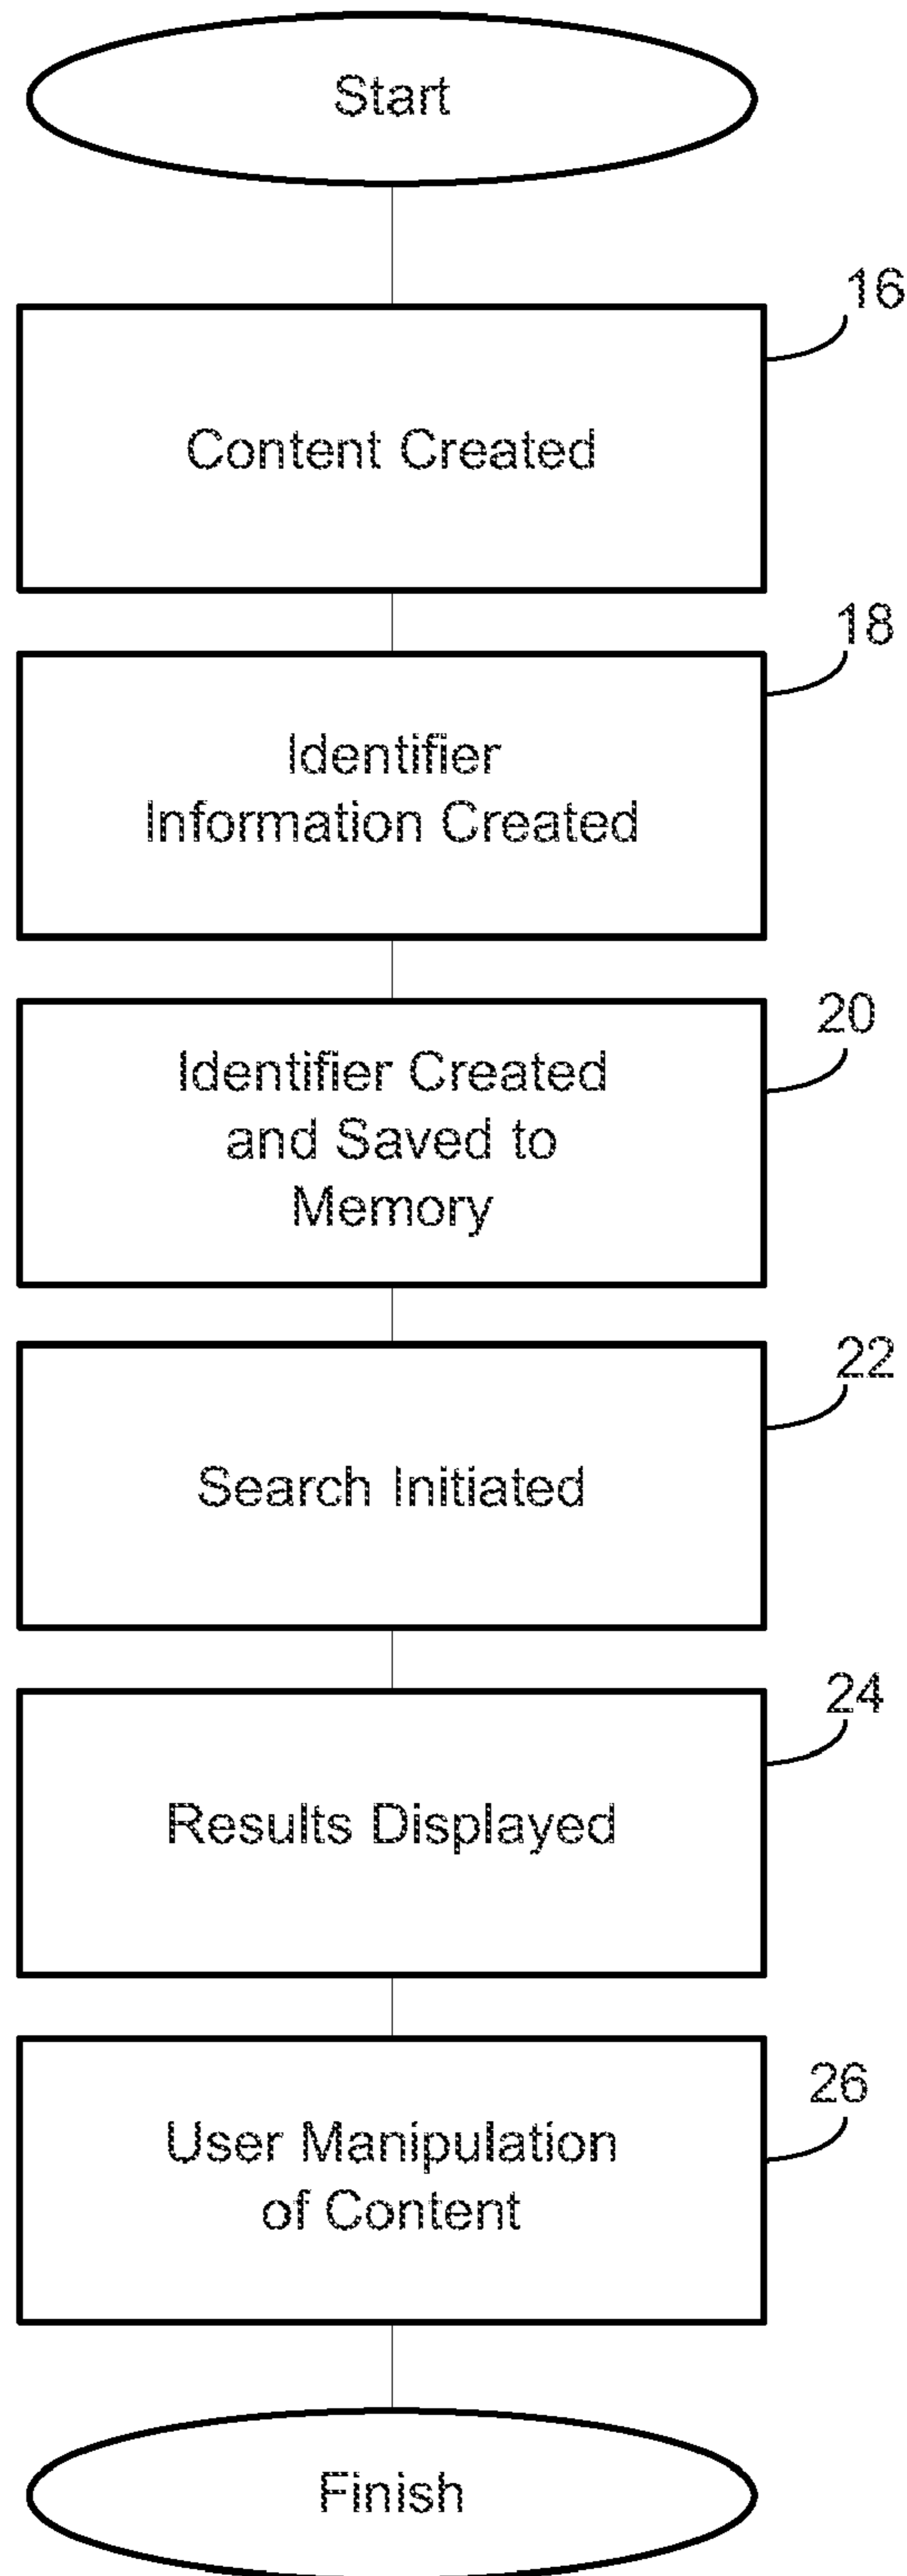 Start
16
Content Created
18
Identifier
Information Created
20
Identifier Created
and Saved to
Memory
22
Search Initiated
24
Results Displayed
26
User Manipulation
of Content
Finish